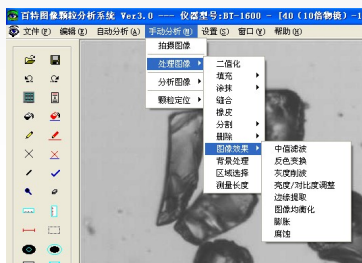 百特图像颗粒分析系统 Ver3.0 --- 仪器型号:BT-1600 - [40 (10倍物镜)-1
文件(F) 编辑(E) 自动分析(A) 手动分析(M) 设置(S) 窗口(W) 帮助(H)
拍摄图像
处理图像
分析图像
颗粒定位
二值化
填充
涂抹
缝合
橡皮
分割
删除
图像效果
背景处理
区域选择
测量长度
中值滤波
反色变换
灰度削波
亮度/对比度调整
边缘提取
图像均衡化
膨胀
腐蚀